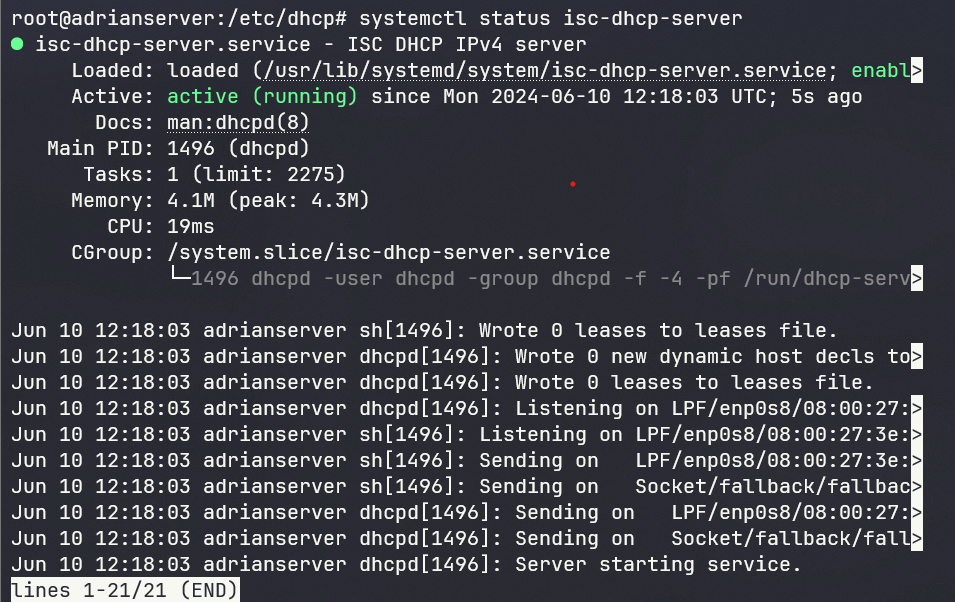 root@adrianserver:/etc/dhcp# systemctl status isc-dhcp-server
● isc-dhcp-server.service - ISC DHCP IPv4 server
     Loaded: loaded (/usr/lib/systemd/system/isc-dhcp-server.service; enabl>
     Active: active (running) since Mon 2024-06-10 12:18:03 UTC; 5s ago
       Docs: man:dhcpd(8)
   Main PID: 1496 (dhcpd)
      Tasks: 1 (limit: 2275)
     Memory: 4.1M (peak: 4.3M)
        CPU: 19ms
     CGroup: /system.slice/isc-dhcp-server.service
             └─1496 dhcpd -user dhcpd -group dhcpd -f -4 -pf /run/dhcp-serv>
Jun 10 12:18:03 adrianserver sh[1496]: Wrote 0 leases to leases file.
Jun 10 12:18:03 adrianserver dhcpd[1496]: Wrote 0 new dynamic host decls to>
Jun 10 12:18:03 adrianserver dhcpd[1496]: Wrote 0 leases to leases file.
Jun 10 12:18:03 adrianserver dhcpd[1496]: Listening on LPF/enp0s8/08:00:27:>
Jun 10 12:18:03 adrianserver sh[1496]: Listening on LPF/enp0s8/08:00:27:3e:>
Jun 10 12:18:03 adrianserver sh[1496]: Sending on   LPF/enp0s8/08:00:27:3e:>
Jun 10 12:18:03 adrianserver sh[1496]: Sending on   Socket/fallback/fallbac>
Jun 10 12:18:03 adrianserver dhcpd[1496]: Sending on   LPF/enp0s8/08:00:27:>
Jun 10 12:18:03 adrianserver dhcpd[1496]: Sending on   Socket/fallback/fall>
Jun 10 12:18:03 adrianserver dhcpd[1496]: Server starting service.
lines 1-21/21 (END)